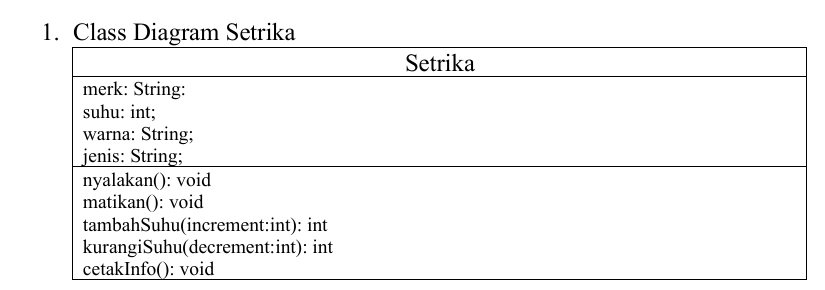 1. Class Diagram Setrika
Setrika
merk: String:
suhu: int;
warna: String;
jenis: String;
nyalakan(): void
matikan(): void
tambahSuhu(increment:int): int
kurangiSuhu(decrement:int): int
cetakInfo(): void